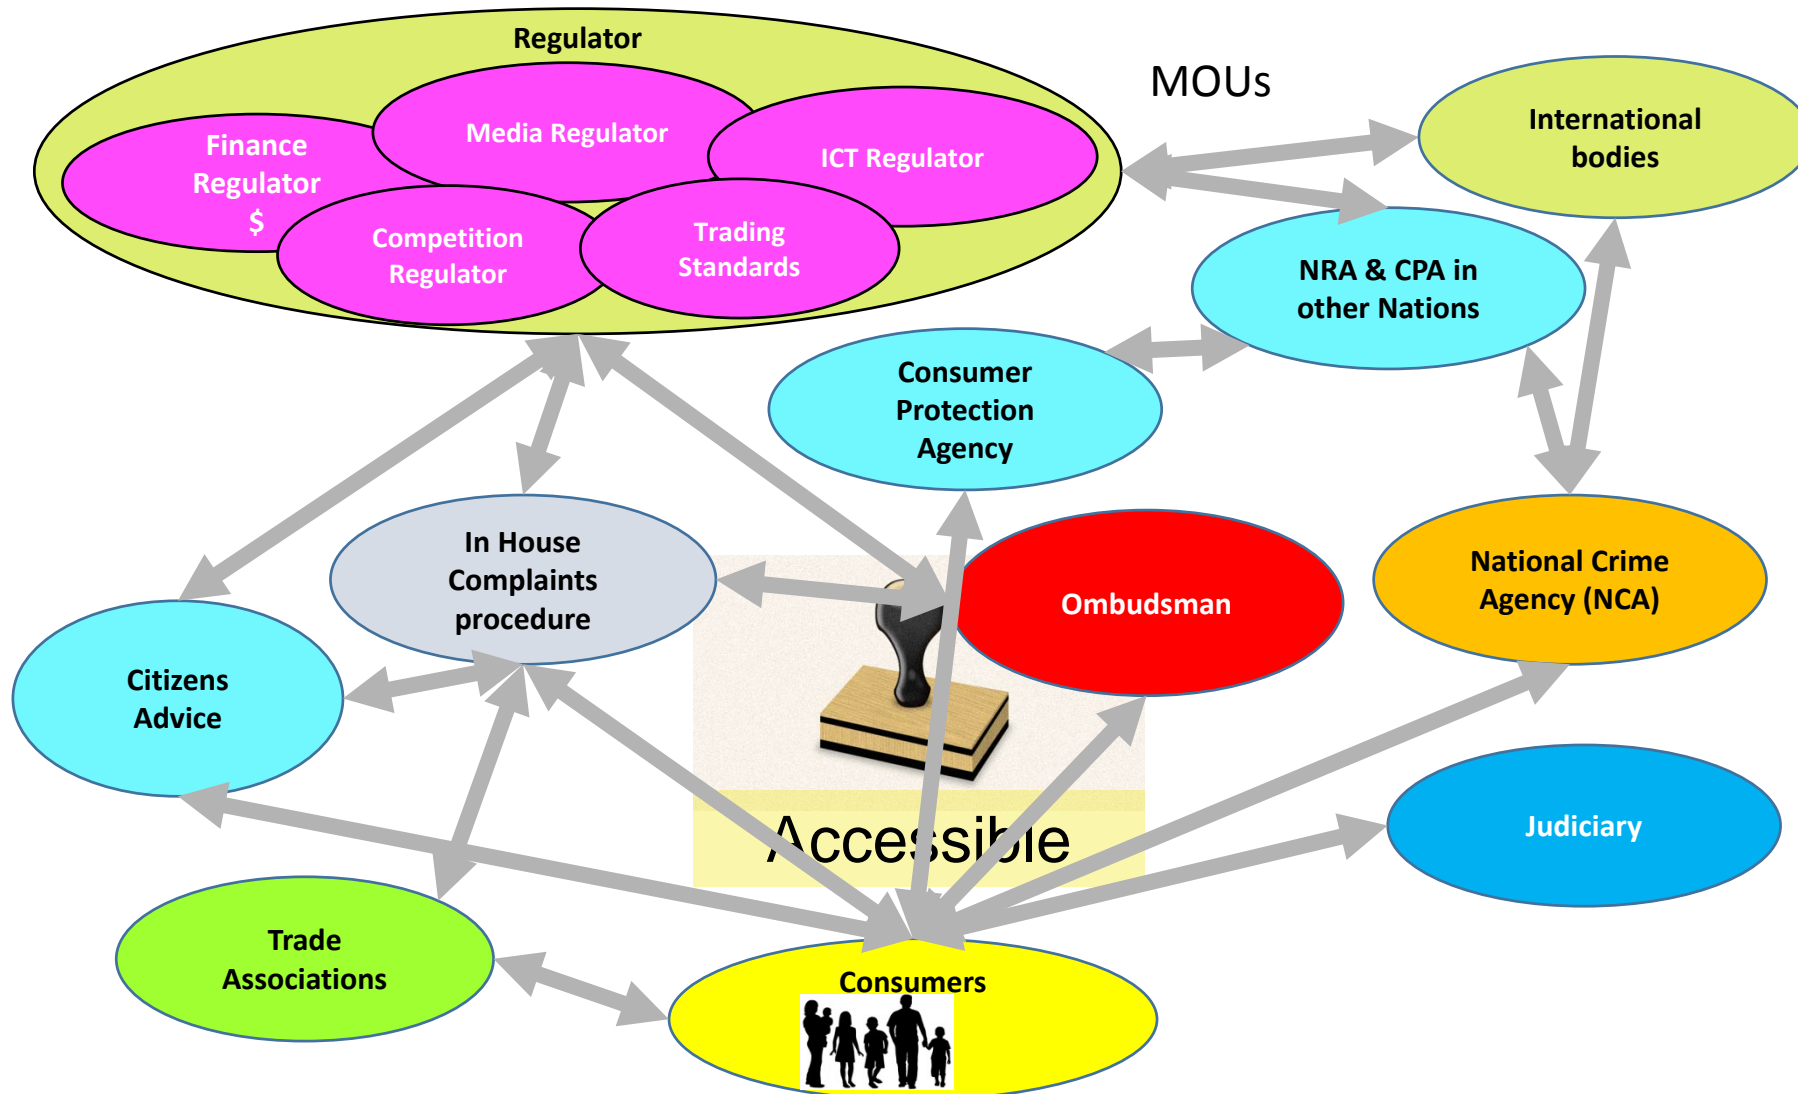 Regulator
MOUs
Media Regulator
Finance
Regulator
$
ICT Regulator
International
bodies
Competition
Regulator
Trading
Standards
NRA & CPA in
other Nations
Consumer
Protection
Agency
In House
Complaints
procedure
Ombudsman
National Crime
Agency (NCA)
Citizens
Advice
Accessible
Judiciary
Trade
Associations
Consumers